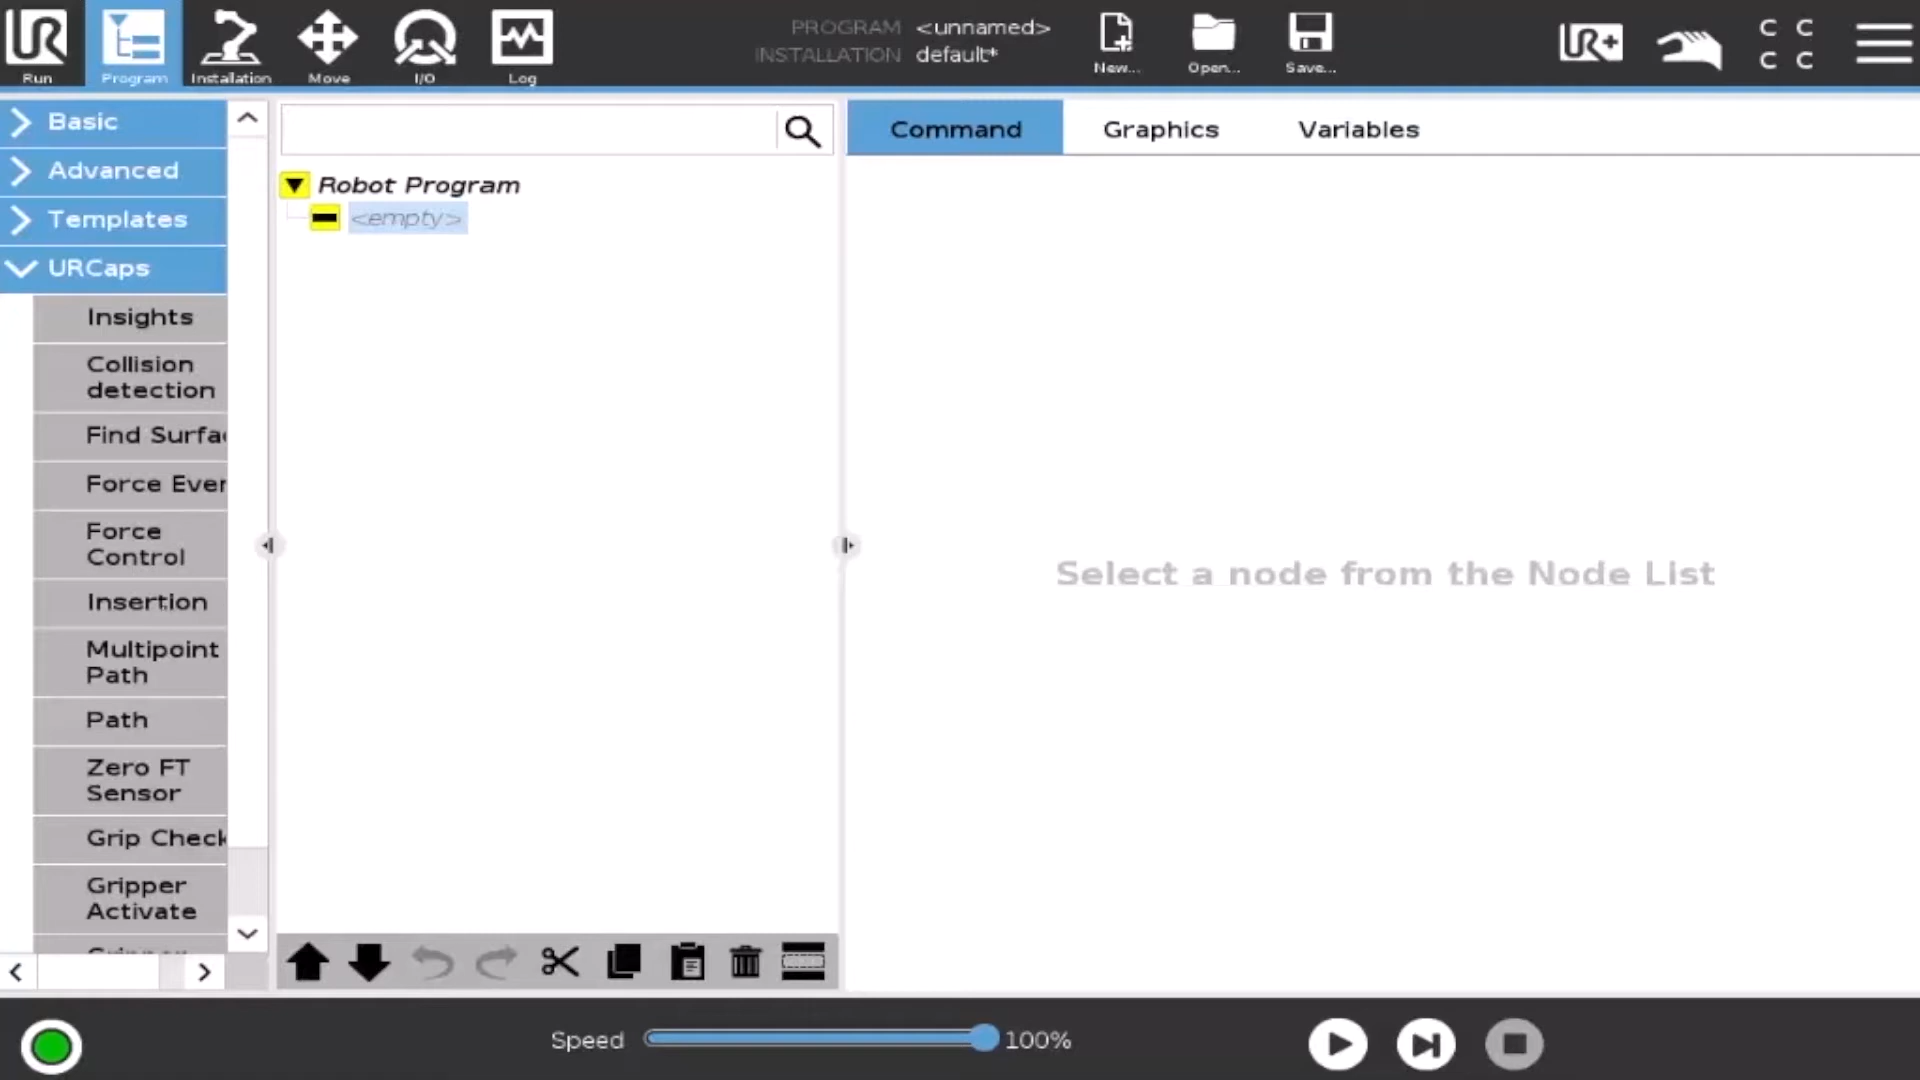 Run
Program
Installation
Move
I/O
Log
PROGRAM <unnamed>
INSTALLATION default*
New...
Open...
Save...
UR+
C C
C C
Basic
Advanced
Templates
URCaps
Insights
Collision
detection
Find Surfa
Force Ever
Force
Control
Insertion
Multipoint
Path
Path
Zero FT
Sensor
Grip Check
Gripper
Activate
Robot Program
<empty>
Command
Graphics
Variables
Select a node from the Node List
Speed
100%